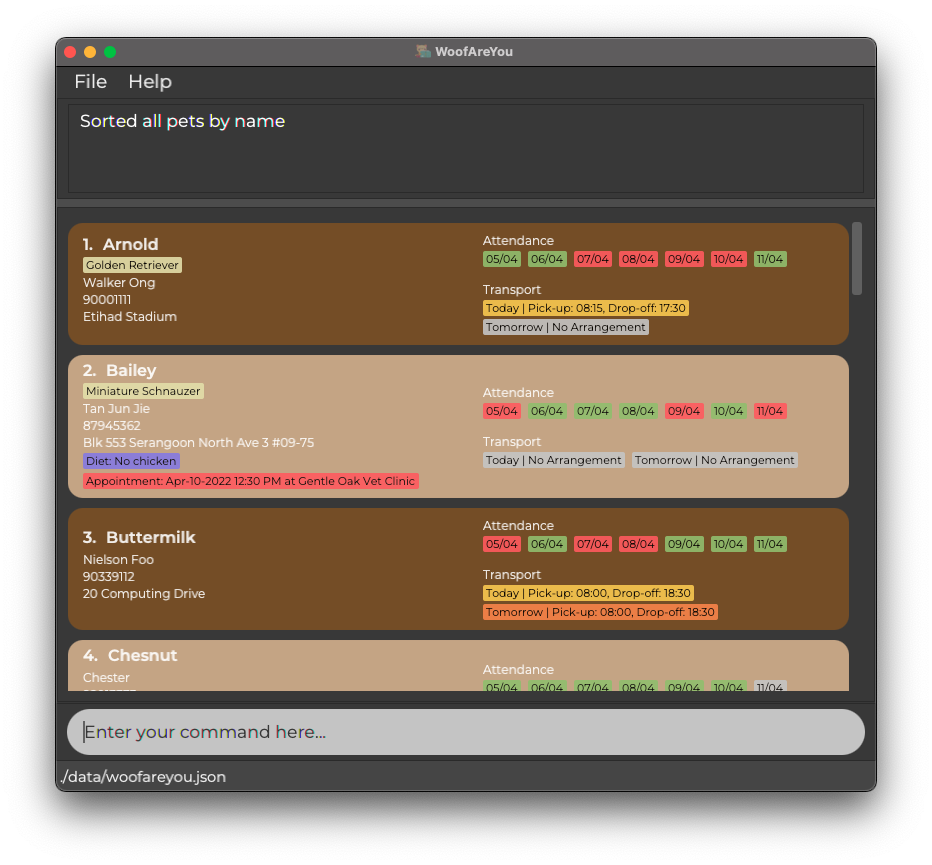 WoofAreYou
File Help
Sorted all pets by name
1. Arnold
Golden Retriever
Walker Ong
90001111
Etihad Stadium
Attendance
05/04 06/04 07/04 08/04 09/04 10/04 11/04
Transport
Today | Pick-up: 08:15, Drop-off: 17:30
Tomorrow | No Arrangement
2. Bailey
Miniature Schnauzer
Tan Jun Jie
87945362
Blk 553 Serangoon North Ave 3 #09-75
Diet: No chicken
Appointment: Apr-10-2022 12:30 PM at Gentle Oak Vet Clinic
Attendance
05/04 06/04 07/04 08/04 09/04 10/04 11/04
Transport
Today | No Arrangement Tomorrow | No Arrangement
3. Buttermilk
Nielson Foo
90339112
20 Computing Drive
Attendance
05/04 06/04 07/04 08/04 09/04 10/04 11/04
Transport
Today | Pick-up: 08:00, Drop-off: 18:30
Tomorrow | Pick-up: 08:00, Drop-off: 18:30
4. Chesnut
Chester
Attendance
05/04 06/04 07/04 08/04 09/04 10/04 11/04
Enter your command here...
./data/woofareyou.json